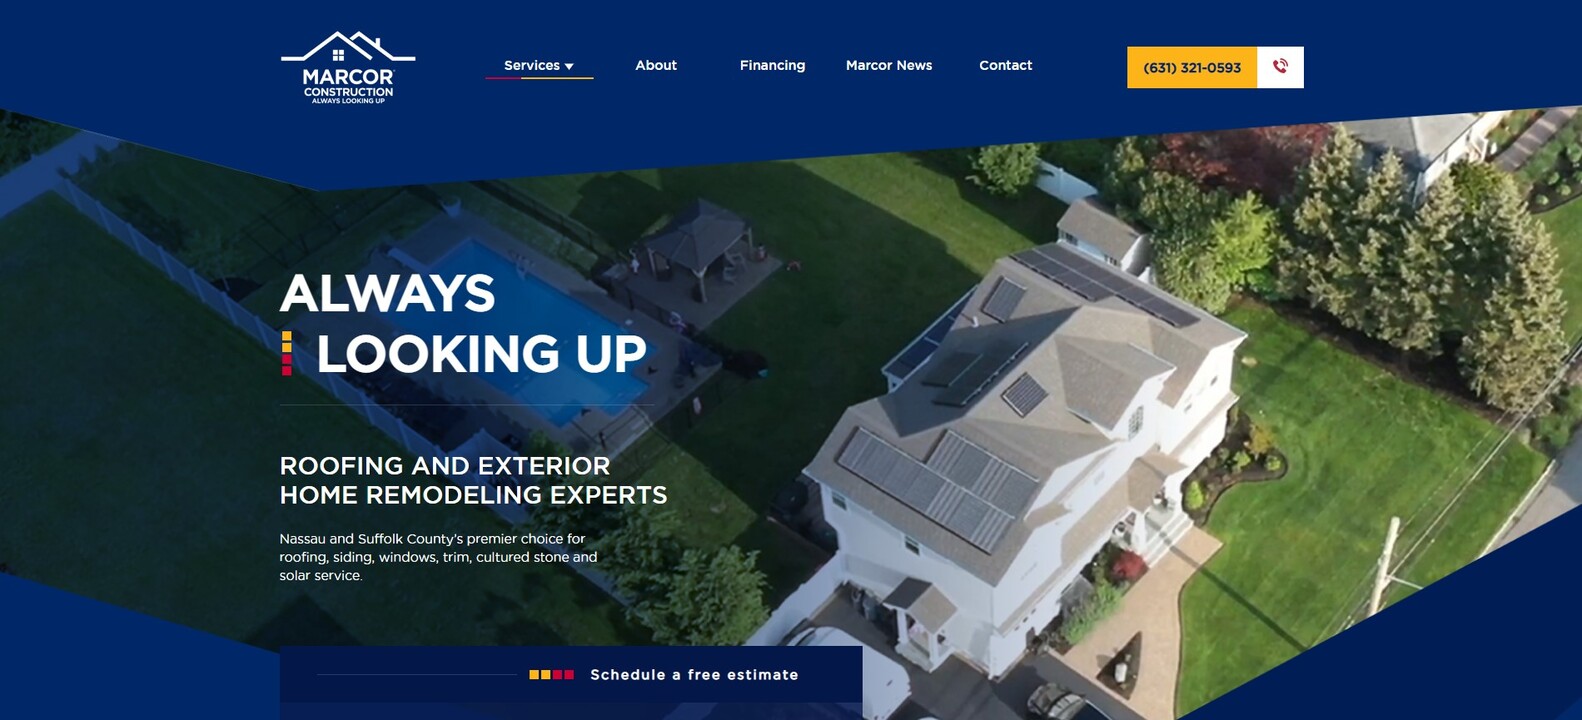 MARCOR
CONSTRUCTION
ALWAYS LOOKING UP
Services
About
Financing
Marcor News
Contact
(631) 321-0593
ALWAYS
LOOKING UP
ROOFING AND EXTERIOR
HOME REMODELING EXPERTS
Nassau and Suffolk County's premier choice for
roofing, siding, windows, trim, cultured stone and
solar service.
Schedule a free estimate